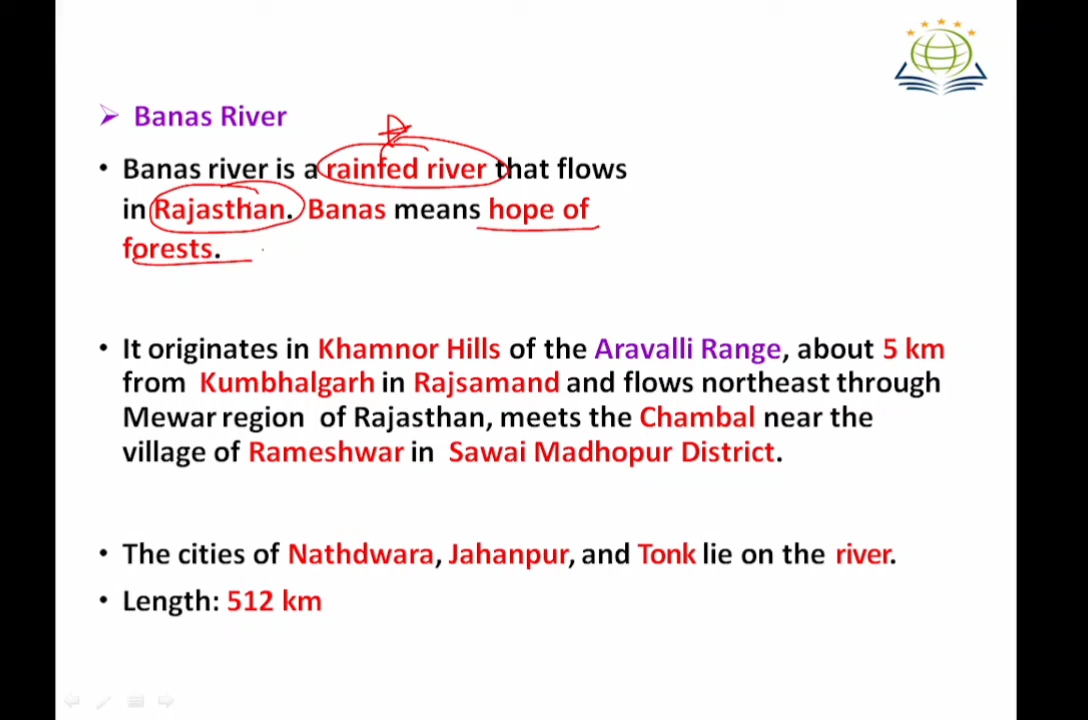 Banas River
Banas river is a rainfed river that flows
in Rajasthan. Banas means hope of
forests.
It originates in Khamnor Hills of the Aravalli Range, about 5 km
from Kumbhalgarh in Rajsamand and flows northeast through
Mewar region of Rajasthan, meets the Chambal near the
village of Rameshwar in Sawai Madhopur District.
The cities of Nathdwara, Jahanpur, and Tonk lie on the river.
Length: 512 km